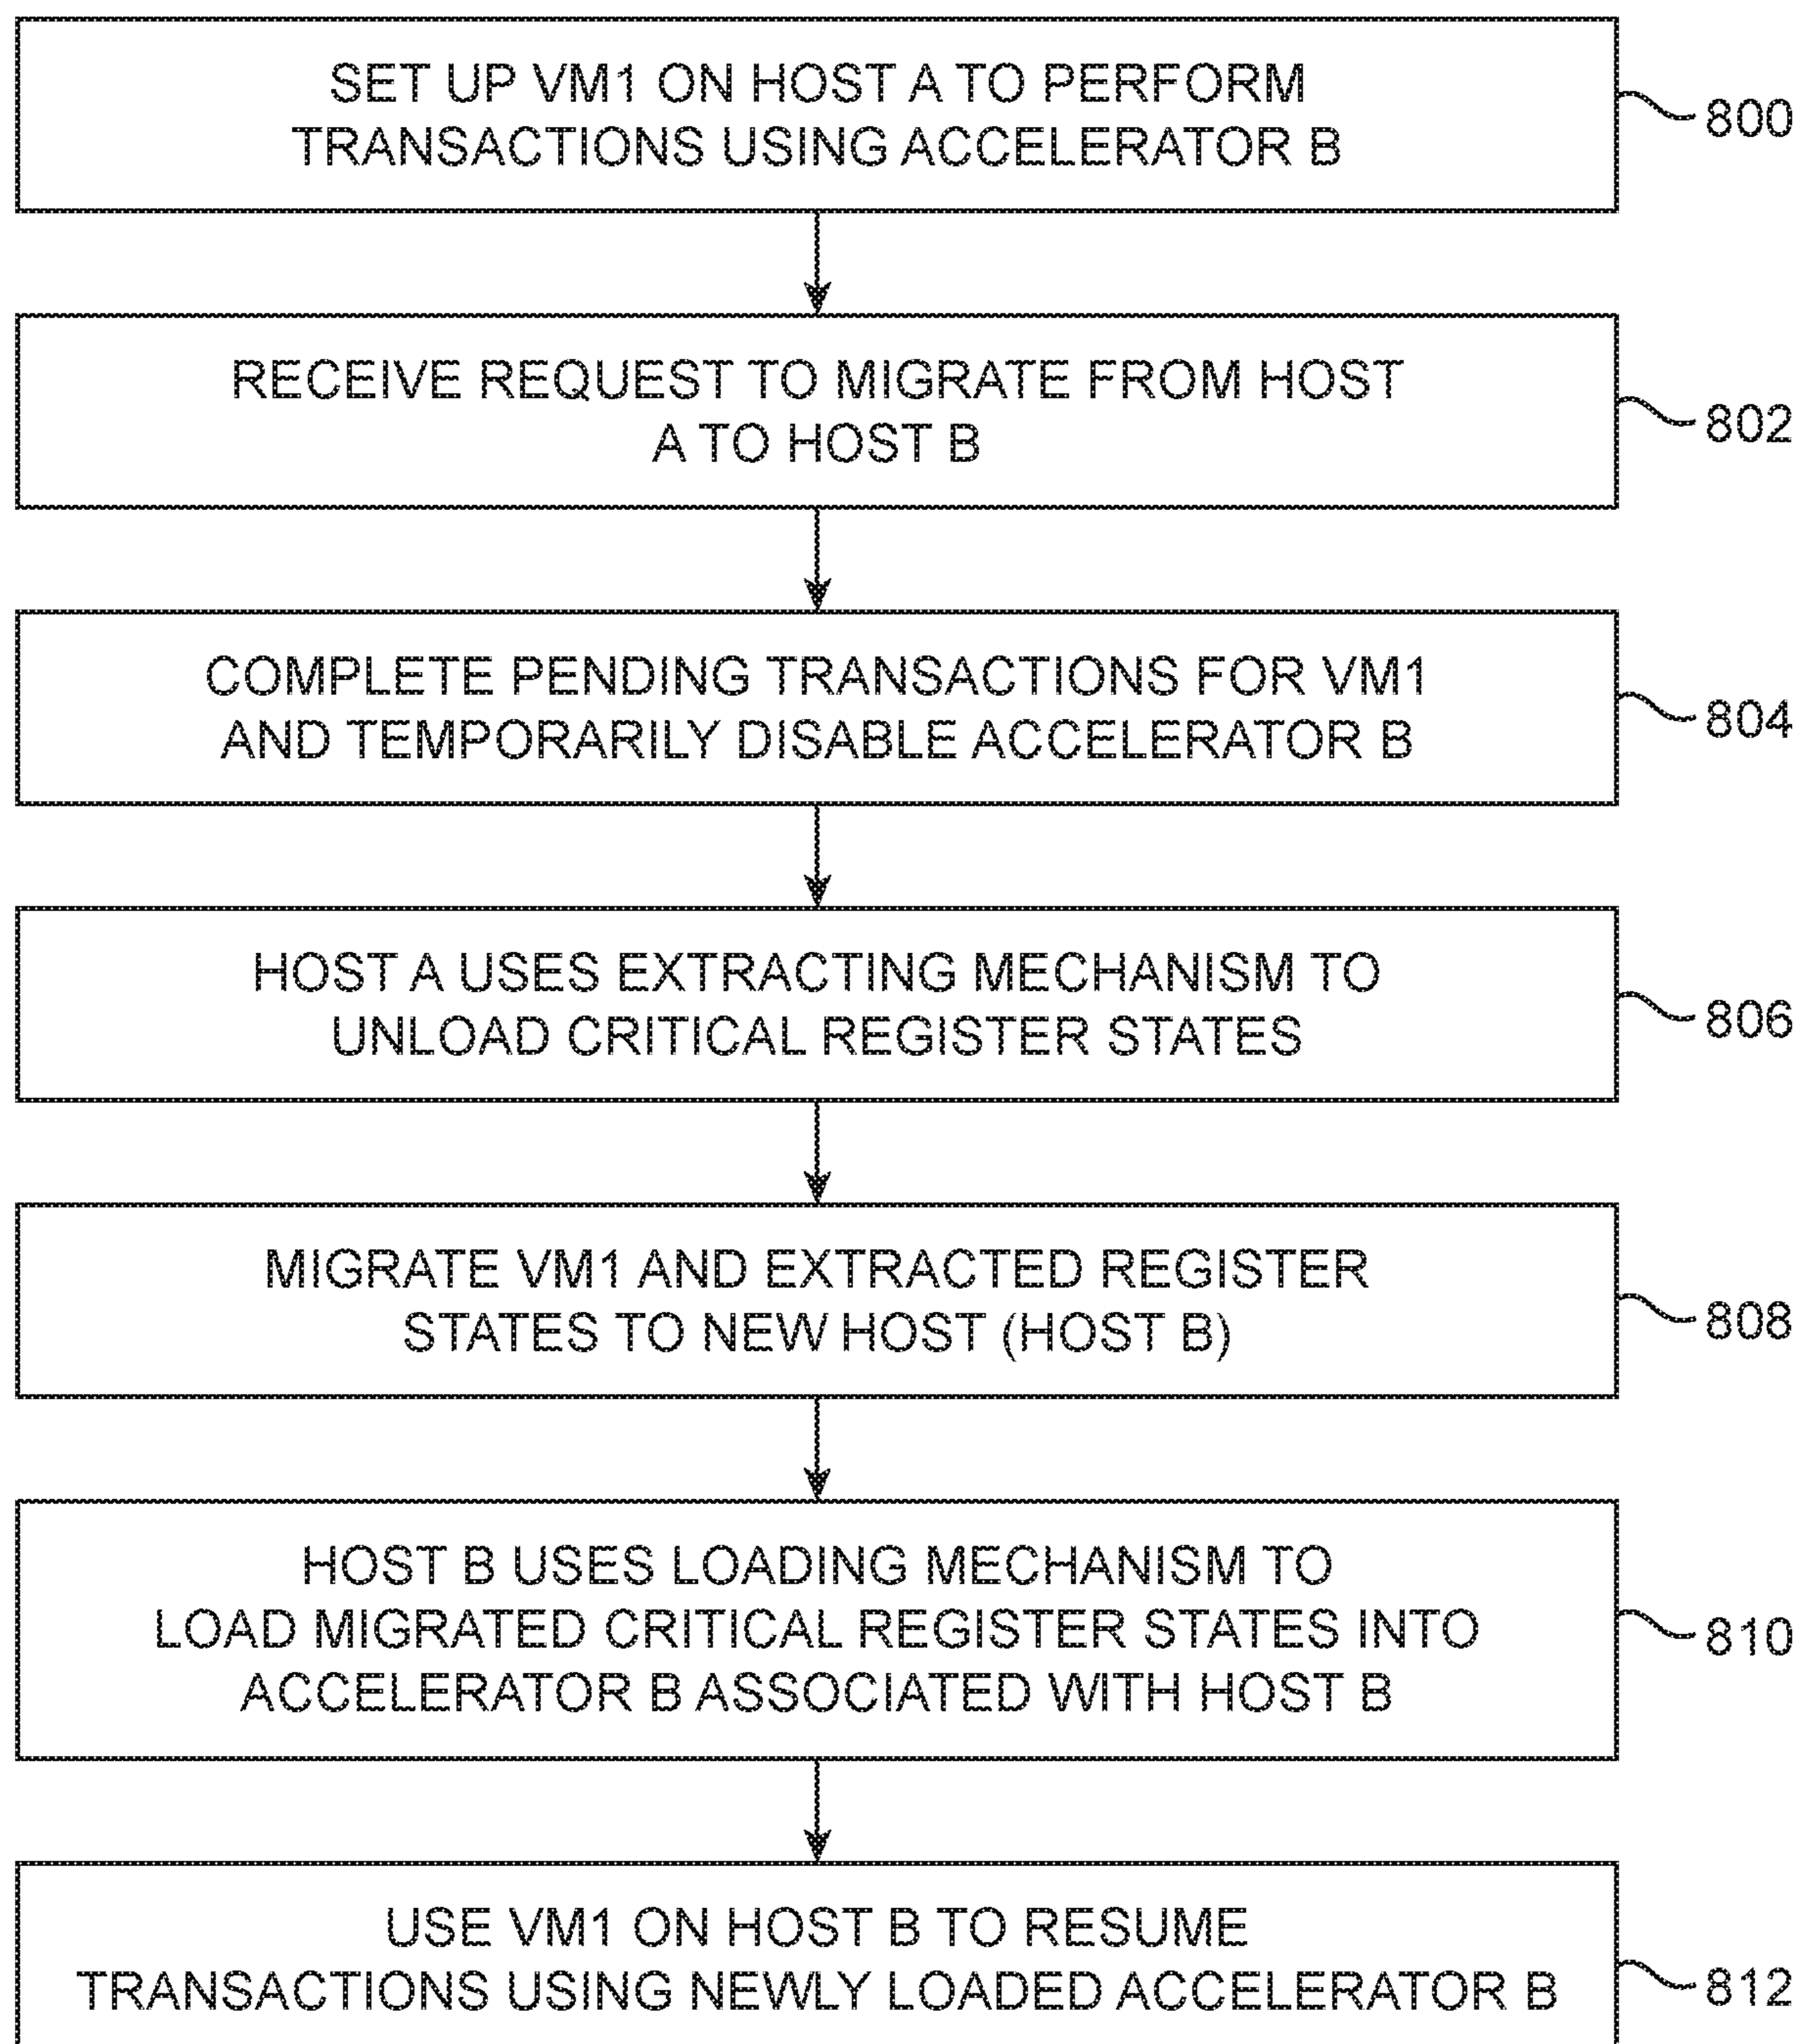 SET UP VM1 ON HOST A TO PERFORM
TRANSACTIONS USING ACCELERATOR B
800
RECEIVE REQUEST TO MIGRATE FROM HOST
A TO HOST B
802
COMPLETE PENDING TRANSACTIONS FOR VM1
AND TEMPORARILY DISABLE ACCELERATOR B
804
HOST A USES EXTRACTING MECHANISM TO
UNLOAD CRITICAL REGISTER STATES
806
MIGRATE VM1 AND EXTRACTED REGISTER
STATES TO NEW HOST (HOST B)
808
HOST B USES LOADING MECHANISM TO
LOAD MIGRATED CRITICAL REGISTER STATES INTO
ACCELERATOR B ASSOCIATED WITH HOST B
810
USE VM1 ON HOST B TO RESUME
TRANSACTIONS USING NEWLY LOADED ACCELERATOR B
812